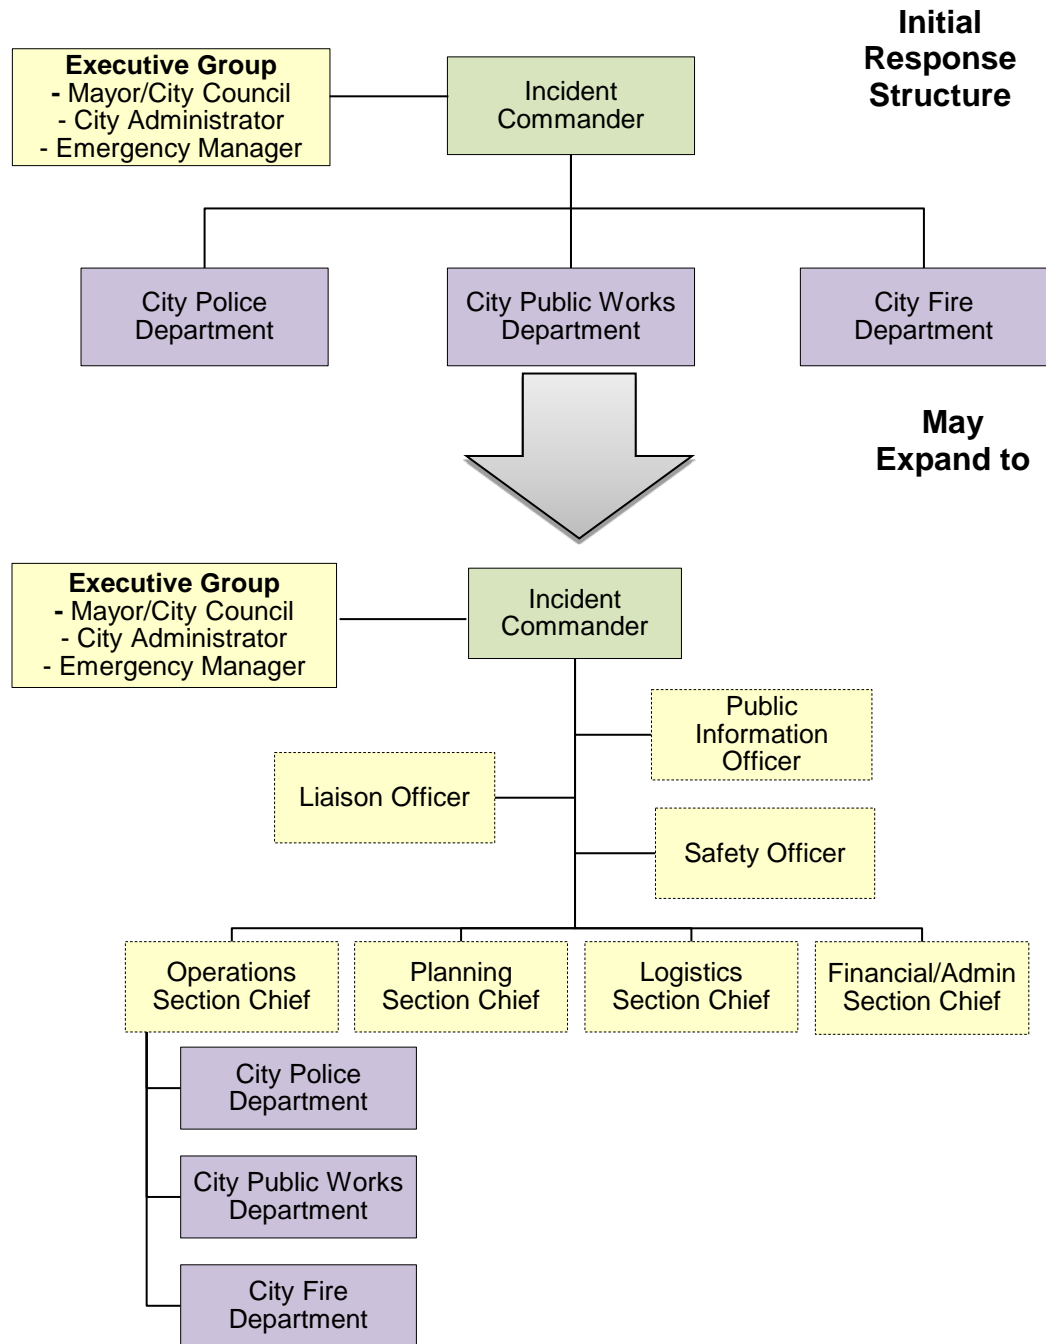 Initial
Response
Structure
Executive Group
- Mayor/City Council
- City Administrator
- Emergency Manager
Incident
Commander
City Police
Department
City Public Works
Department
City Fire
Department
May
Expand to
Executive Group
- Mayor/City Council
- City Administrator
- Emergency Manager
Incident
Commander
Public
Information
Officer
Liaison Officer
Safety Officer
Operations
Section Chief
Planning
Section Chief
Logistics
Section Chief
Financial/Admin
Section Chief
City Police
Department
City Public Works
Department
City Fire
Department